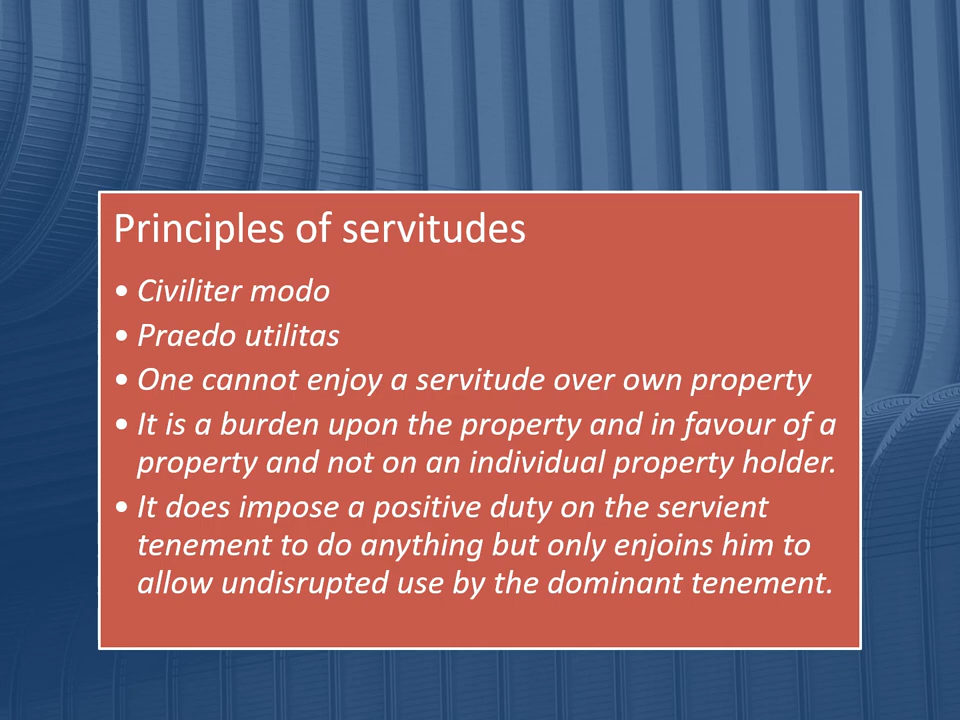 Principles of servitudes
• Civiliter modo
• Praedo utilitas
• One cannot enjoy a servitude over own property
• It is a burden upon the property and in favour of a
property and not on an individual property holder.
• It does impose a positive duty on the servient
tenement to do anything but only enjoins him to
allow undisrupted use by the dominant tenement.